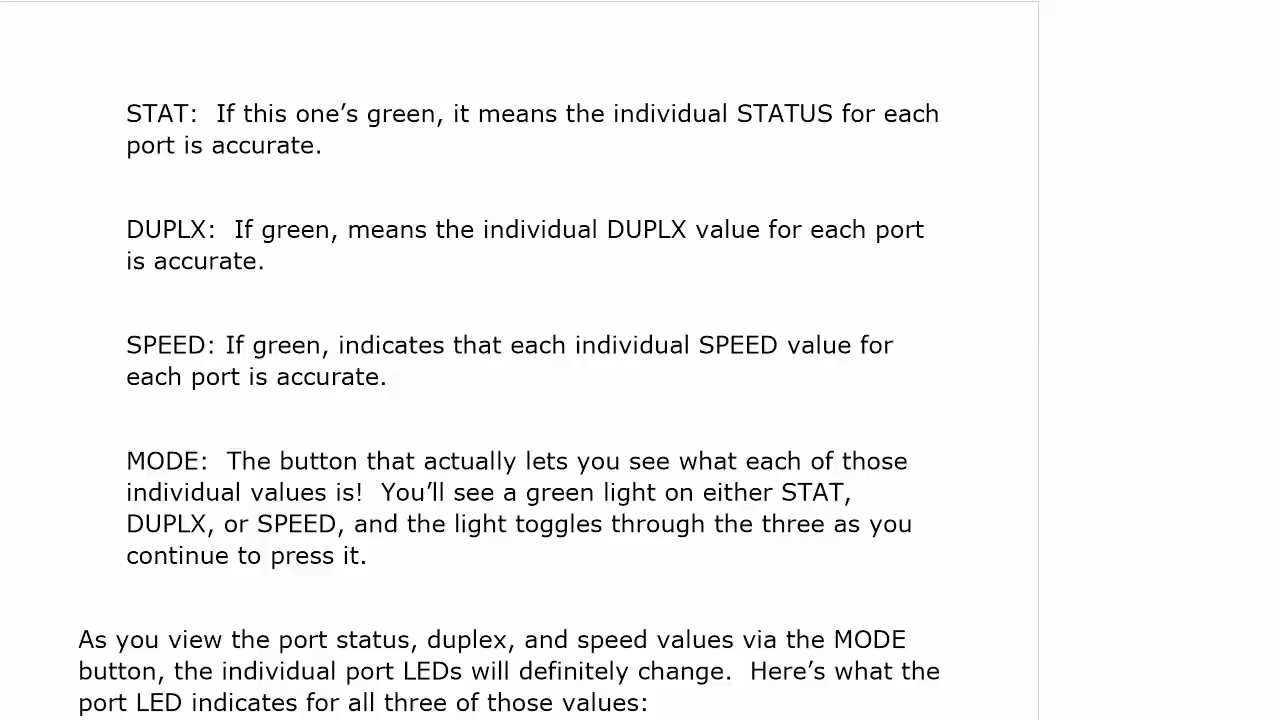 STAT:  If this one’s green, it means the individual STATUS for each
port is accurate.
DUPLX:  If green, means the individual DUPLX value for each port
is accurate.
SPEED: If green, indicates that each individual SPEED value for
each port is accurate.
MODE:  The button that actually lets you see what each of those
individual values is!  You’ll see a green light on either STAT,
DUPLX, or SPEED, and the light toggles through the three as you
continue to press it.
As you view the port status, duplex, and speed values via the MODE
button, the individual port LEDs will definitely change.  Here’s what the
port LED indicates for all three of those values: